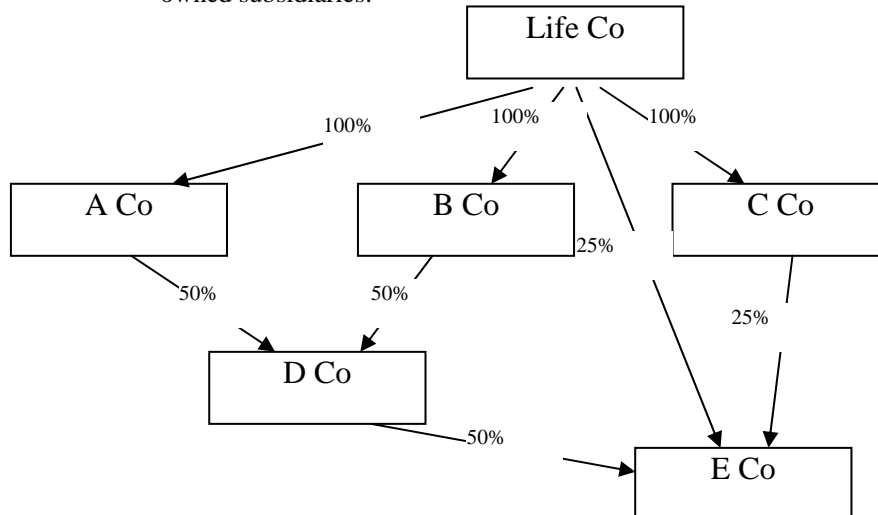 owned subsidiaries.
Life Co
100%
100%
100%
A Co
B Co
C Co
25%
50%
50%
25%
D Co
50%
E Co